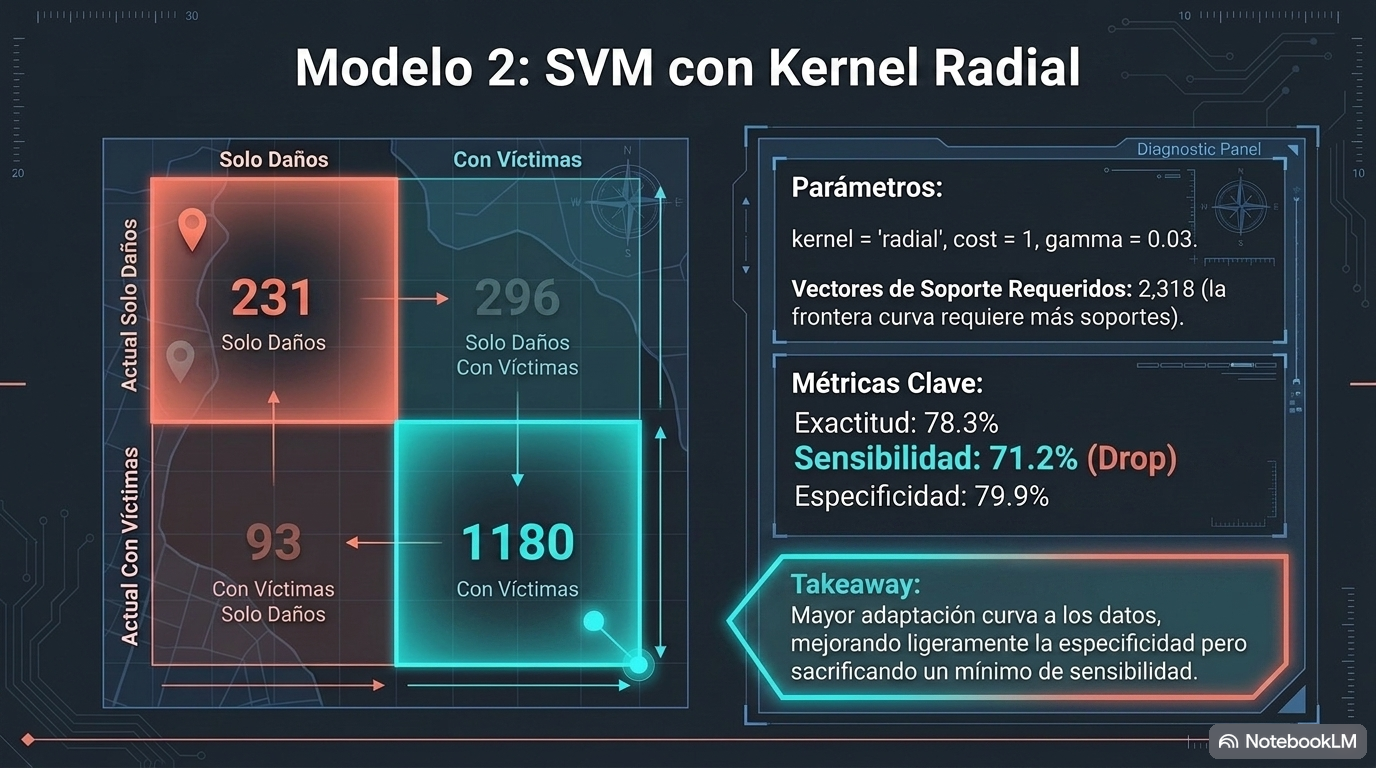 30
10
20
10
Modelo 2: SVM con Kernel Radial
Solo Daños
Con Víctimas
N
W
E
S
Actual Solo Daños
231
Solo Daños
296
Solo Daños
Con Víctimas
Actual Con Víctimas
93
Con Víctimas
Solo Daños
1180
Con Víctimas
Diagnostic Panel
Parámetros:
kernel = 'radial', cost = 1, gamma = 0.03.
Vectores de Soporte Requeridos: 2,318 (la
frontera curva requiere más soportes).
N
W
E
S
Métricas Clave:
Exactitud: 78.3%
Sensibilidad: 71.2% (Drop)
Especificidad: 79.9%
Takeaway:
Mayor adaptación curva a los datos,
mejorando ligeramente la especificidad pero
sacrificando un mínimo de sensibilidad.
NotebookLM